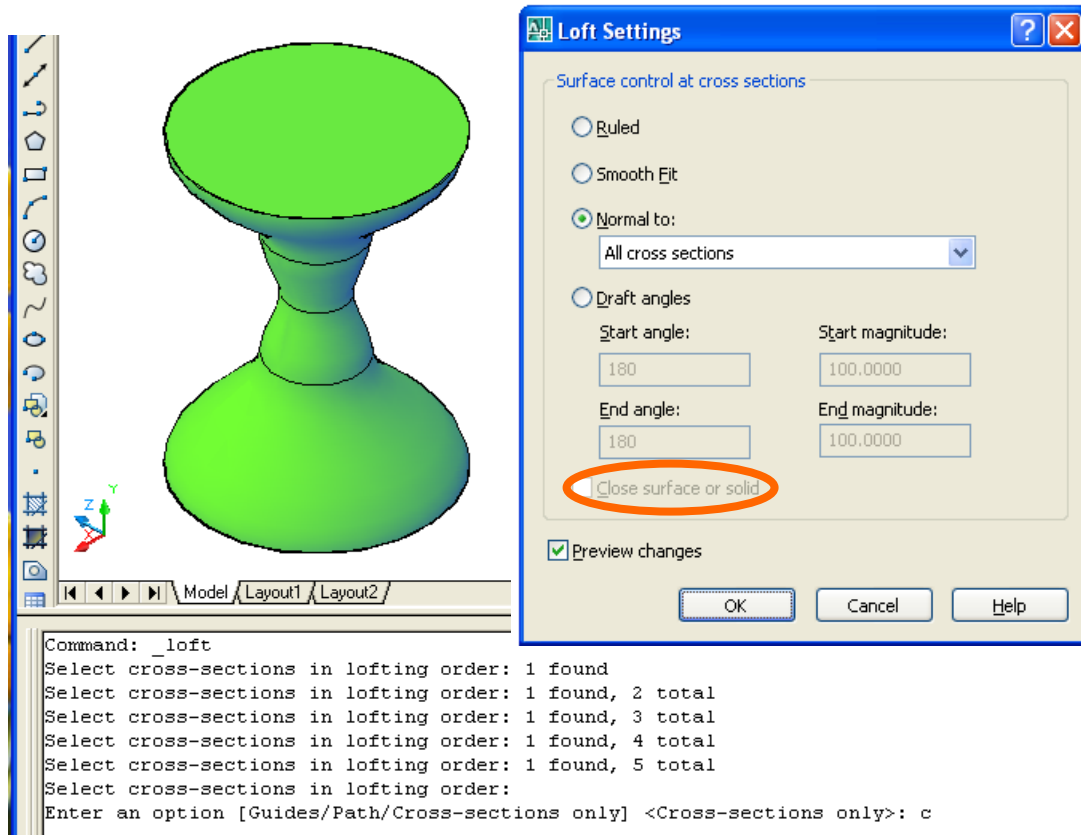 Loft Settings
Surface control at cross sections
Ruled
Smooth Fit
Normal to:
All cross sections
Draft angles
Start angle:
Start magnitude:
180
100.0000
End angle:
End magnitude:
180
100.0000
Close surface or solid
Preview changes
OK
Cancel
Help
Z
Y
X
Model
Layout1
Layout2
Command: _loft
Select cross-sections in lofting order: 1 found
Select cross-sections in lofting order: 1 found, 2 total
Select cross-sections in lofting order: 1 found, 3 total
Select cross-sections in lofting order: 1 found, 4 total
Select cross-sections in lofting order: 1 found, 5 total
Select cross-sections in lofting order:
Enter an option [Guides/Path/Cross-sections only] <Cross-sections only>: c